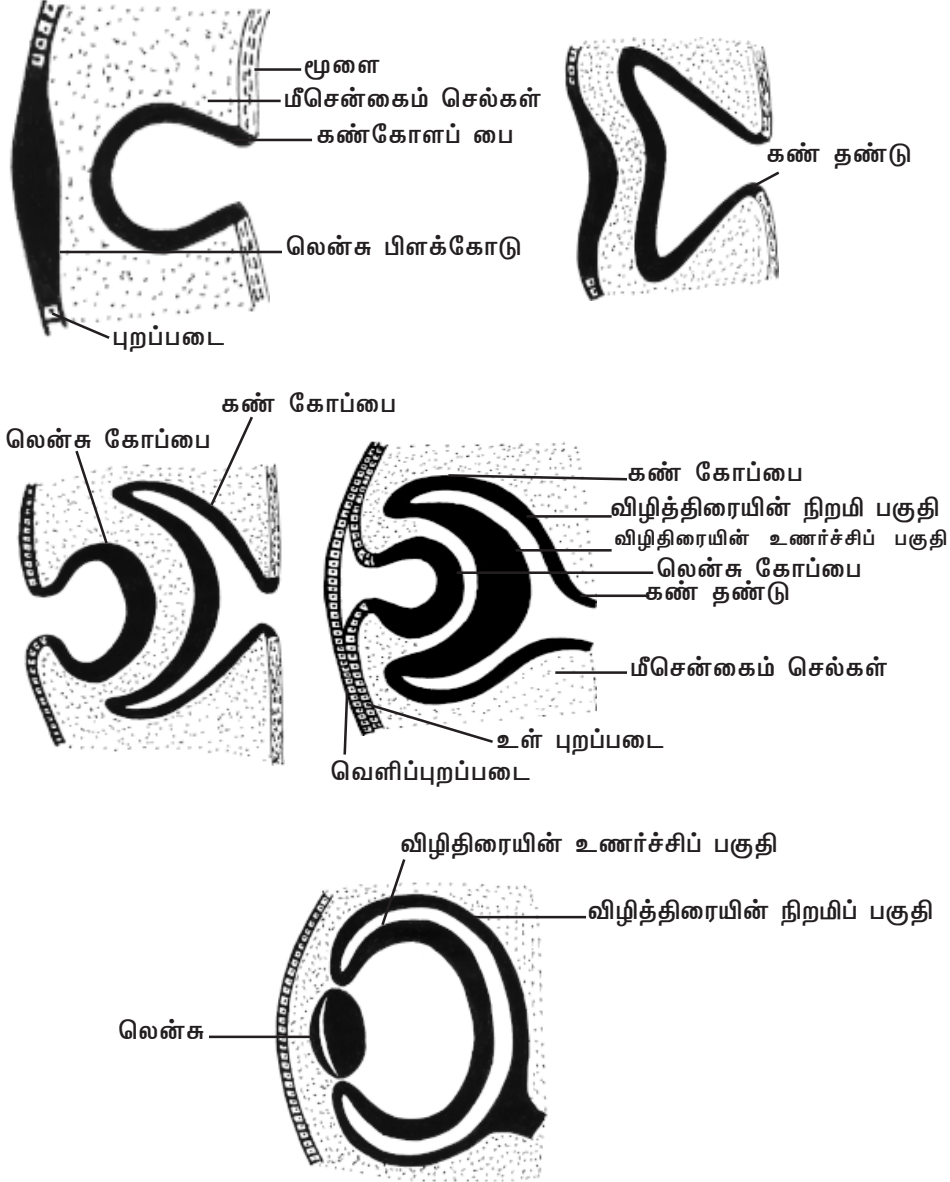 மூளை
மீசென்கைம் செல்கள்
கண்கோளப் பை
கண் தண்டு
லென்சு பிளக்கோடு
புறப்படை
கண் கோப்பை
லென்சு கோப்பை
கண் கோப்பை
விழித்திரையின் நிறமி பகுதி
விழிதிரையின் உணர்ச்சிப் பகுதி
லென்சு கோப்பை
கண் தண்டு
மீசென்கைம் செல்கள்
உள் புறப்படை
வெளிப்புறப்படை
விழிதிரையின் உணர்ச்சிப் பகுதி
விழித்திரையின் நிறமிப் பகுதி
லென்சு